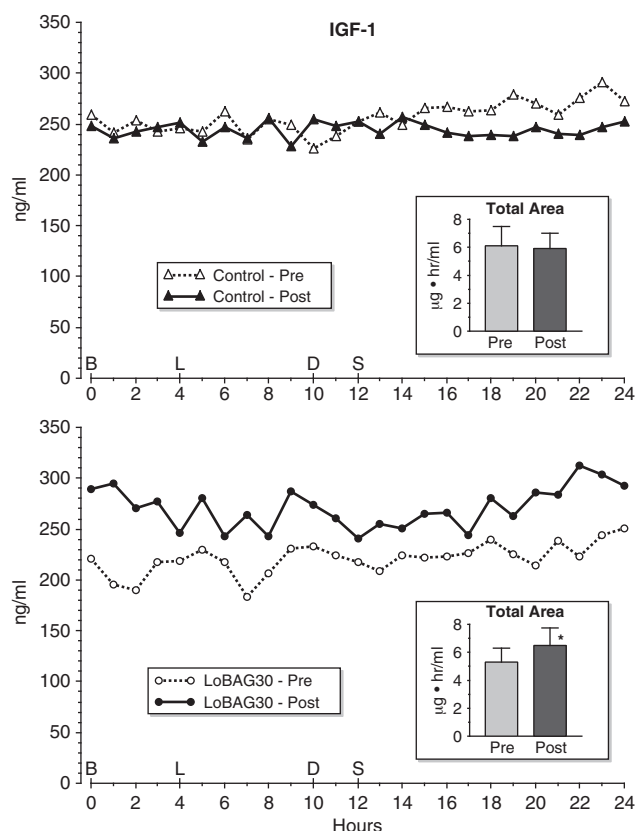 IGF-1
350
300
250
200
150
100
50
0
ng/ml
Control - Pre
Control - Post
Total Area
8
6
4
2
0
µg • hr/ml
Pre Post
B L D S
0 2 4 6 8 10 12 14 16 18 20 22 24
350
300
250
200
150
100
50
0
ng/ml
LoBAG30 - Pre
LoBAG30 - Post
Total Area
8
6
4
2
0
µg • hr/ml
*
Pre Post
B L D S
0 2 4 6 8 10 12 14 16 18 20 22 24
Hours